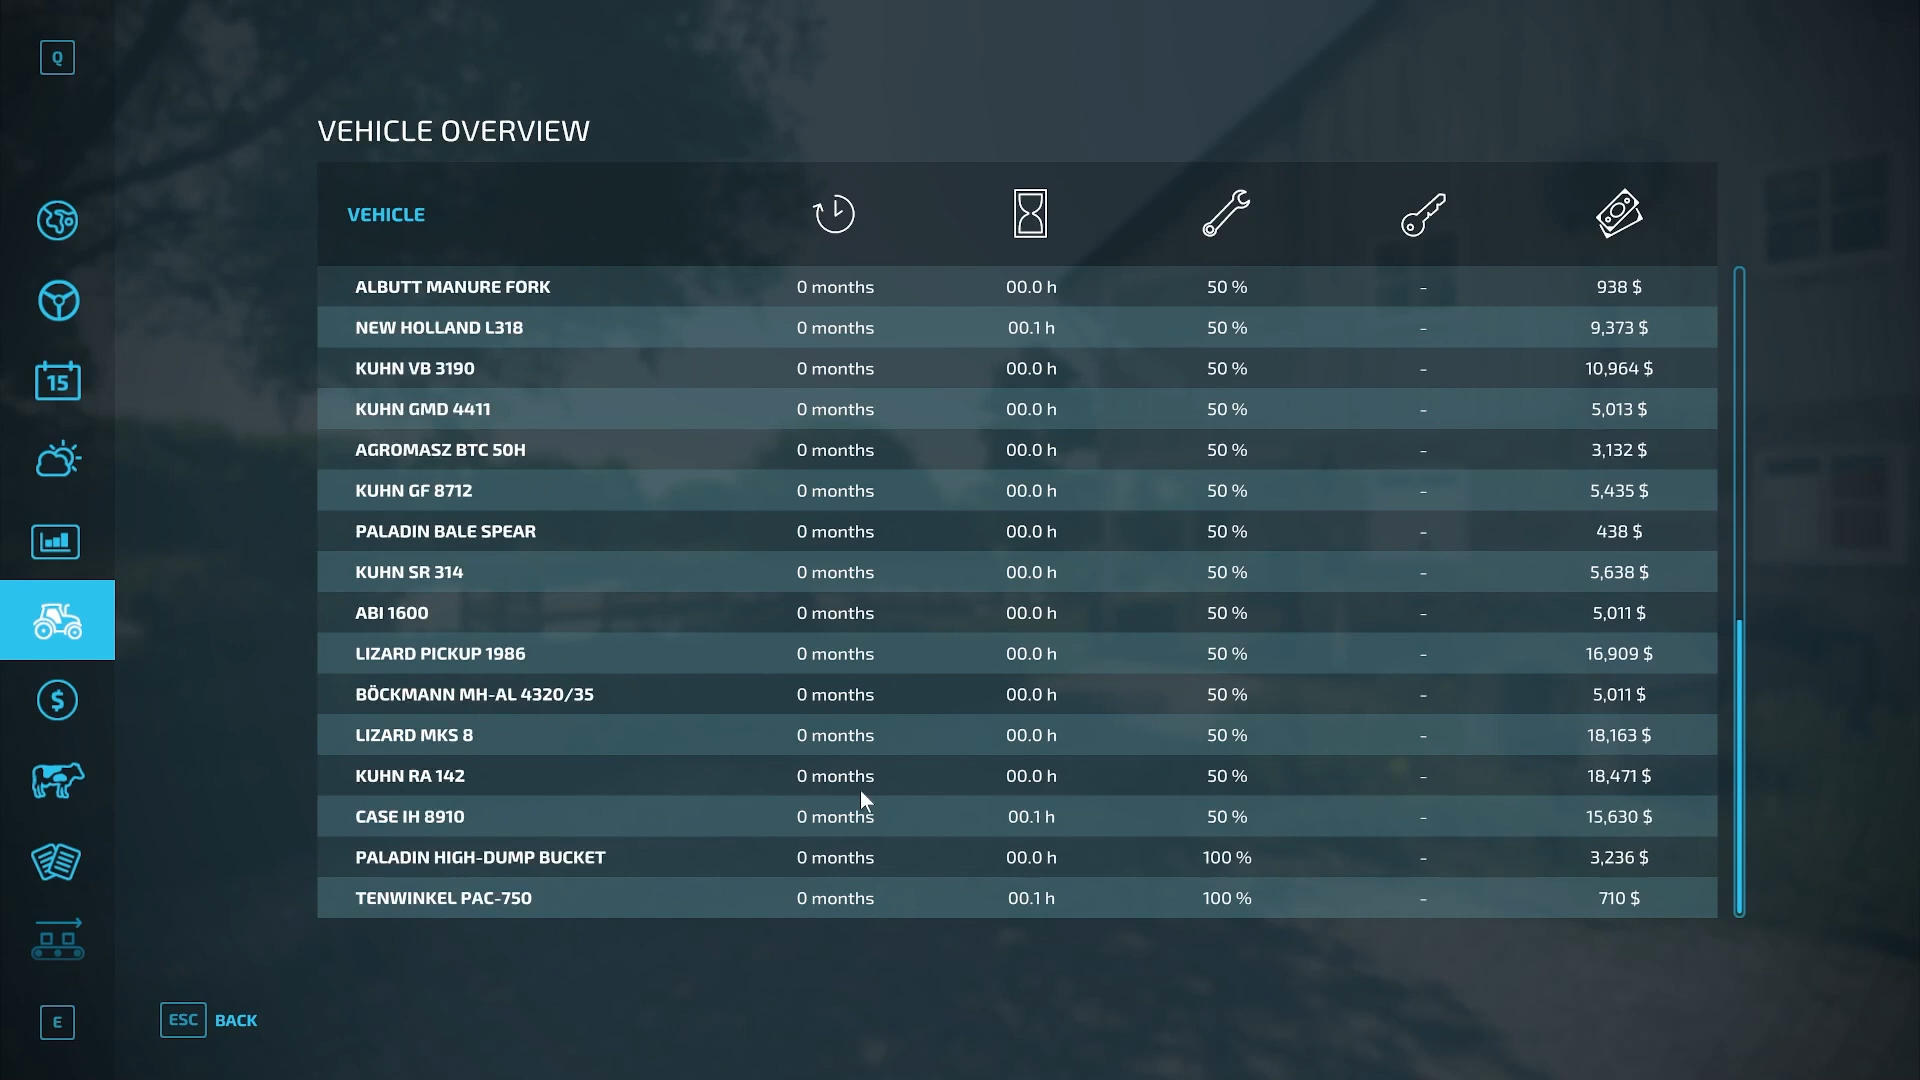 Q
VEHICLE OVERVIEW
VEHICLE
ALBUTT MANURE FORK 0 months 00.0 h 50 % - 938 $
NEW HOLLAND L318 0 months 00.1 h 50 % - 9,373 $
KUHN VB 3190 0 months 00.0 h 50 % - 10,964 $
KUHN GMD 4411 0 months 00.0 h 50 % - 5,013 $
AGROMASZ BTC 50H 0 months 00.0 h 50 % - 3,132 $
KUHN GF 8712 0 months 00.0 h 50 % - 5,435 $
PALADIN BALE SPEAR 0 months 00.0 h 50 % - 438 $
KUHN SR 314 0 months 00.0 h 50 % - 5,638 $
ABI 1600 0 months 00.0 h 50 % - 5,011 $
LIZARD PICKUP 1986 0 months 00.0 h 50 % - 16,909 $
BÖCKMANN MH-AL 4320/35 0 months 00.0 h 50 % - 5,011 $
LIZARD MKS 8 0 months 00.0 h 50 % - 18,163 $
KUHN RA 142 0 months 00.0 h 50 % - 18,471 $
CASE IH 8910 0 months 00.1 h 50 % - 15,630 $
PALADIN HIGH-DUMP BUCKET 0 months 00.0 h 100 % - 3,236 $
TENWINKEL PAC-750 0 months 00.1 h 100 % - 710 $
15
$
E
ESC BACK